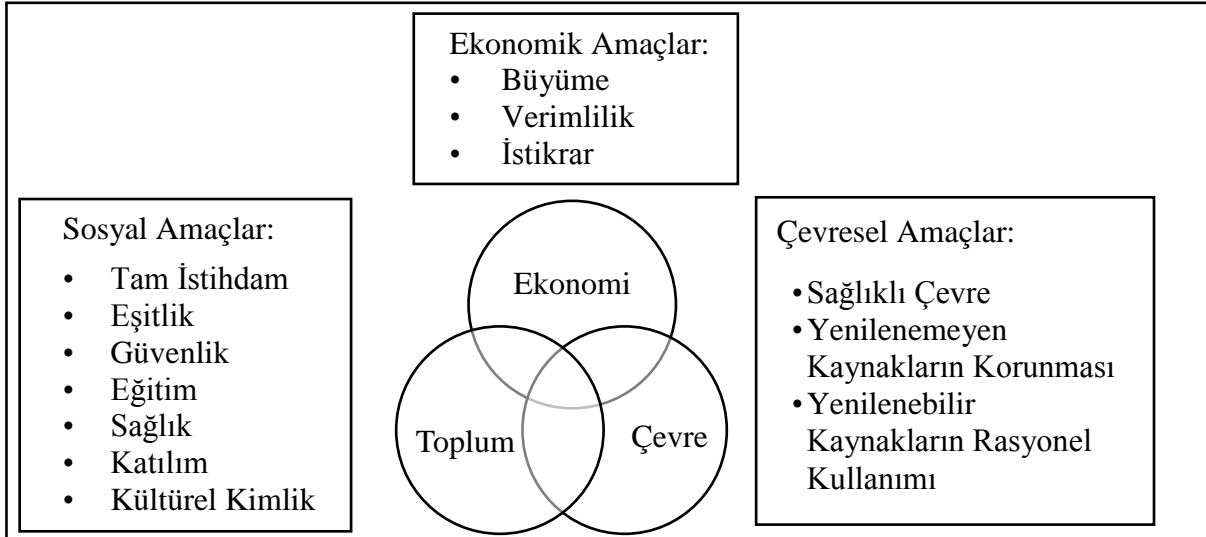 Ekonomik Amaçlar:
• Büyüme
• Verimlilik
• İstikrar
Sosyal Amaçlar:
• Tam İstihdam
• Eşitlik
• Güvenlik
• Eğitim
• Sağlık
• Katılım
• Kültürel Kimlik
Ekonomi
Toplum
Çevre
Çevresel Amaçlar:
• Sağlıklı Çevre
• Yenilenemeyen
Kaynakların Korunması
• Yenilenebilir
Kaynakların Rasyonel
Kullanımı